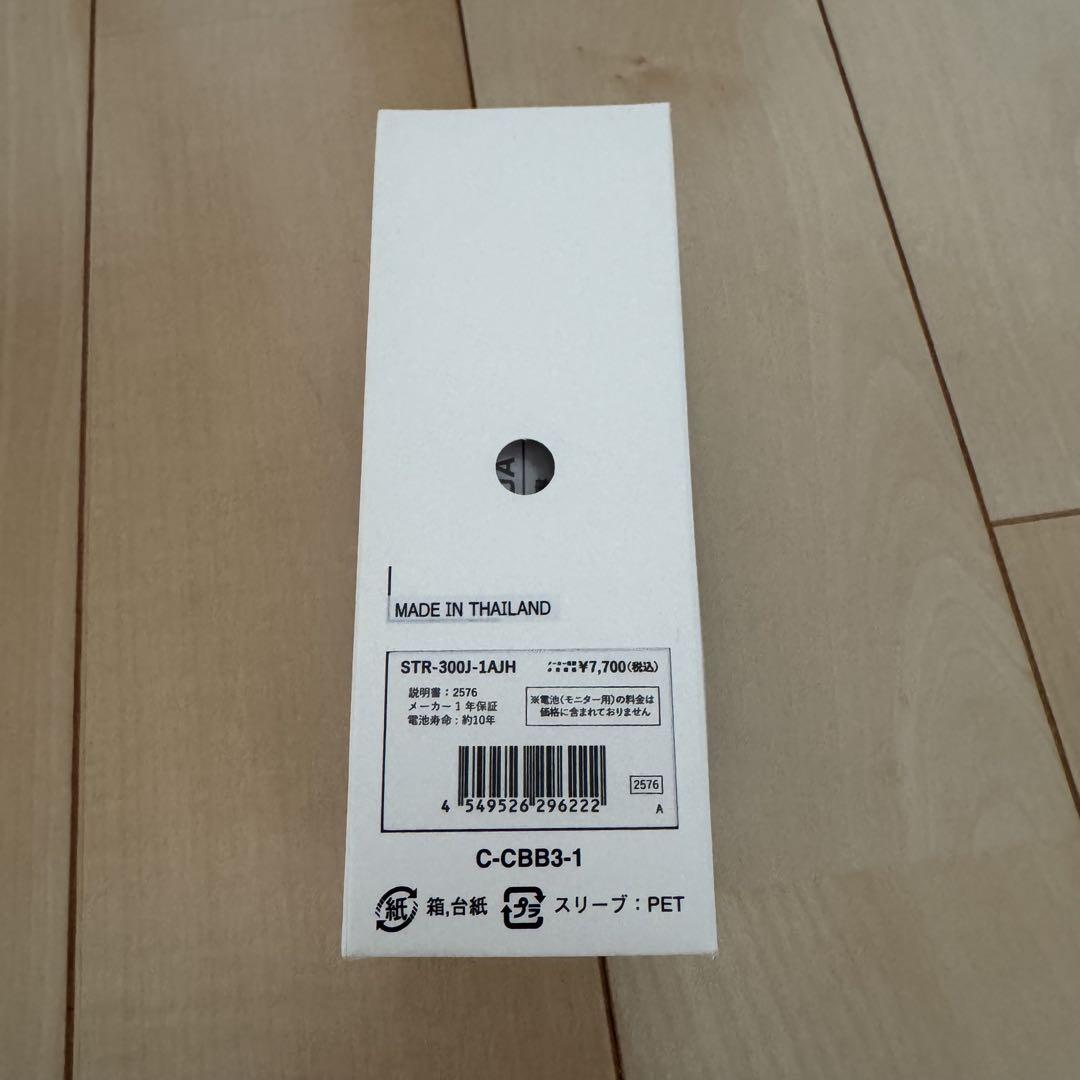 MADE IN THAILAND
STR-300J-1AJH ¥7,700(税込)
説明書:2576
メーカー1年保証
電池寿命:約10年
※電池(モニター用)の料金は
価格に含まれておりません
4 549526 296222
2576
A
C-CBB3-1
紙 箱,台紙 プラ スリーブ:PET